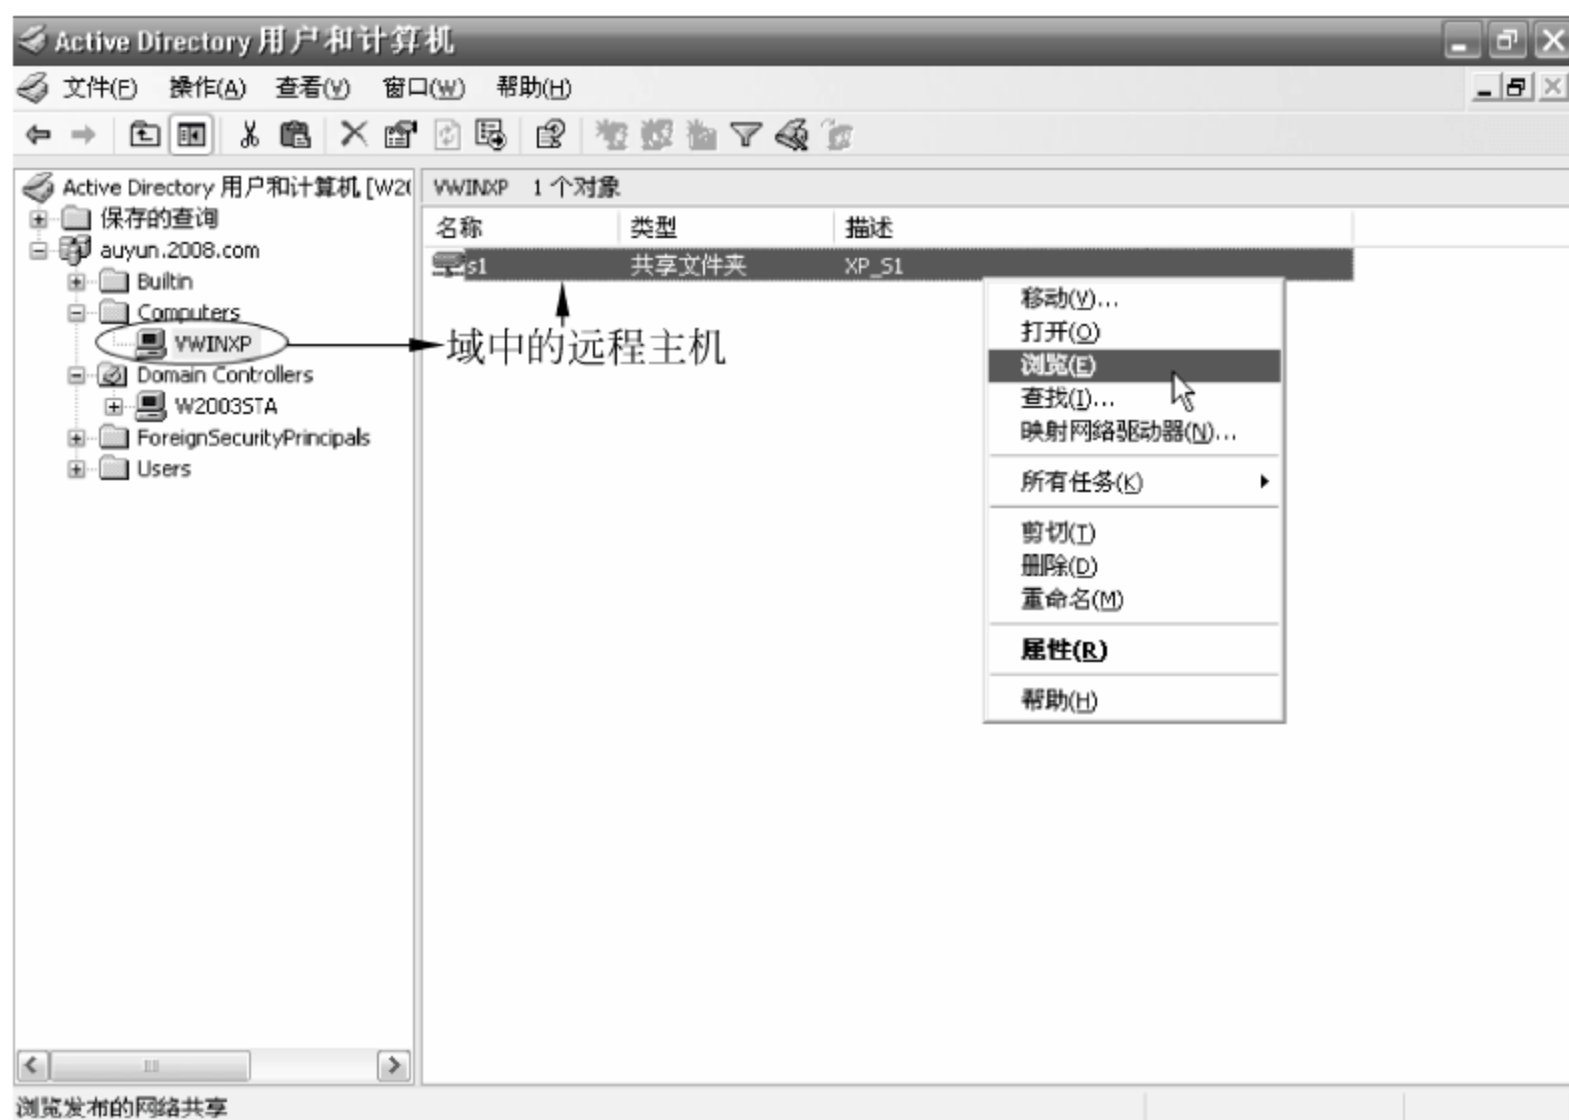 Active Directory 用户和计算机
文件(F) 操作(A) 查看(V) 窗口(W) 帮助(H)
Active Directory 用户和计算机 [W20
保存的查询
auyun.2008.com
Builtin
Computers
VWINXP
Domain Controllers
W2003STA
ForeignSecurityPrincipals
Users
VWINXP 1 个对象
名称 类型 描述
s1 共享文件夹 XP_S1
域中的远程主机
移动(V)...
打开(O)
浏览(E)
查找(I)...
映射网络驱动器(N)...
所有任务(K)
剪切(T)
删除(D)
重命名(M)
属性(R)
帮助(H)
浏览发布的网络共享